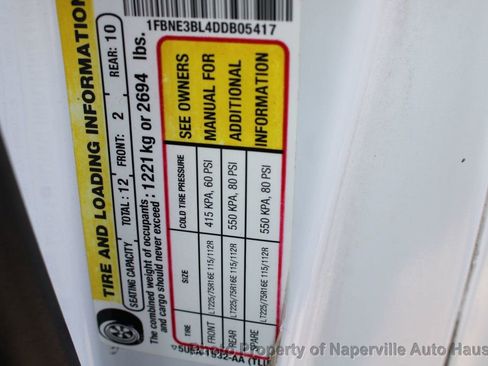 1FBNE3BL4DDB05417
TIRE AND LOADING INFORMATION
SEATING CAPACITY TOTAL: 12 FRONT: 2 REAR: 10
The combined weight of occupants and cargo should never exceed: 1221 kg or 2694 lbs.
TIRE SIZE COLD TIRE PRESSURE SEE OWNERS
FRONT LT225/75R16E 115/112R 415 KPA, 60 PSI MANUAL FOR
REAR LT225/75R16E 115/112R 550 KPA, 80 PSI ADDITIONAL
SPARE LT225/75R16E 115/112R 550 KPA, 80 PSI INFORMATION
Photo Property of Naperville Auto Haus